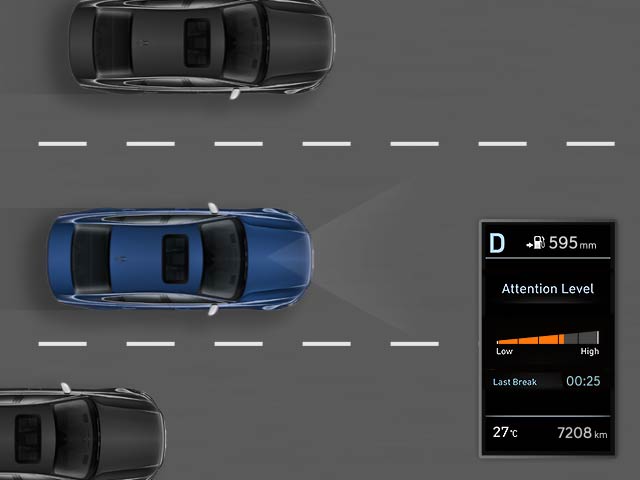 D 595 mm
Attention Level
Low High
Last Break 00:25
27℃ 7208 km